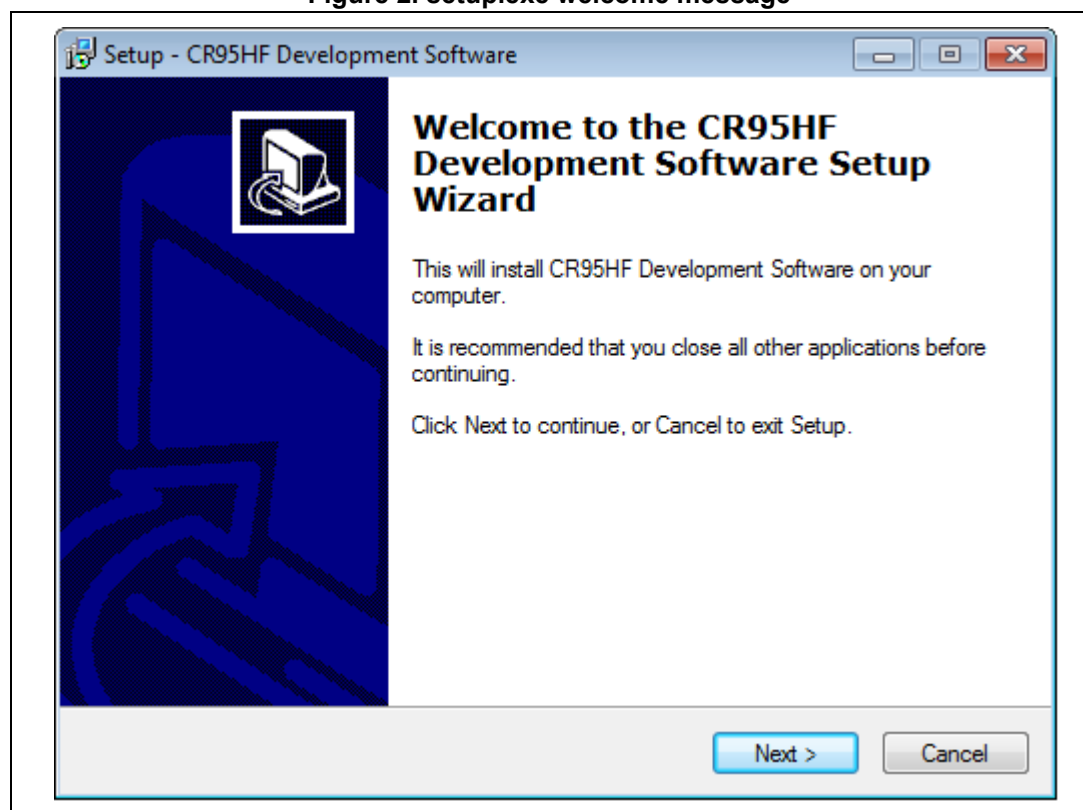 Figure 2. setup.exe welcome message
Setup - CR95HF Development Software
Welcome to the CR95HF
Development Software Setup
Wizard
This will install CR95HF Development Software on your
computer.
It is recommended that you close all other applications before
continuing.
Click Next to continue, or Cancel to exit Setup.
Next >
Cancel